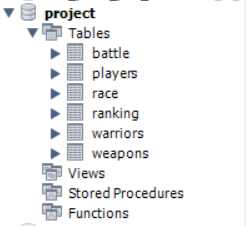 project
Tables
battle
players
race
ranking
warriors
weapons
Views
Stored Procedures
Functions